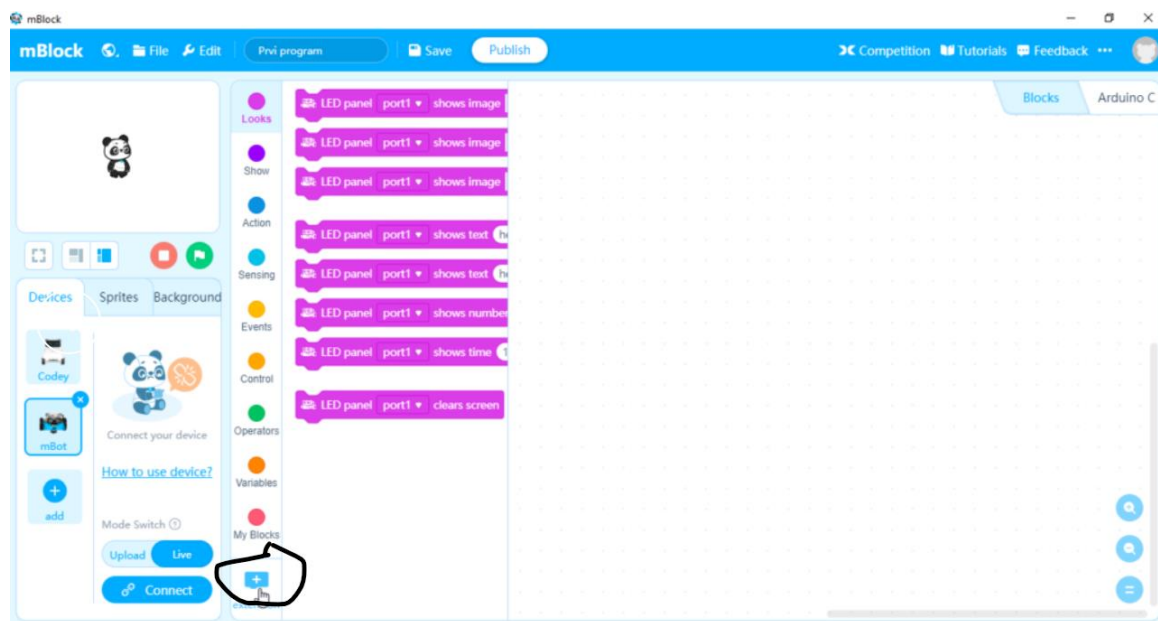 mBlock
mBlock File Edit Prvi program Save Publish Competition Tutorials Feedback
Blocks Arduino C
Looks
Show
Action
Sensing
Events
Control
Operators
Variables
My Blocks
LED panel port1 shows image
LED panel port1 shows image
LED panel port1 shows image
LED panel port1 shows text he
LED panel port1 shows text he
LED panel port1 shows number
LED panel port1 shows time 1
LED panel port1 clears screen
Devices Sprites Background
Codey
mBot
add
Connect your device
How to use device?
Mode Switch
Upload Live
Connect